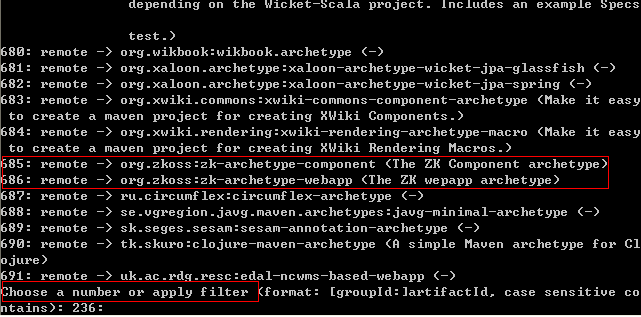 depending on the Wicket-Scala project. Includes an example Specs
test.)
680: remote -> org.wikbook:wikbook.archetype (-)
681: remote -> org.xaloon.archetype:xaloon-archetype-wicket-jpa-glassfish (-)
682: remote -> org.xaloon.archetype:xaloon-archetype-wicket-jpa-spring (-)
683: remote -> org.xwiki.commons:xwiki-commons-component-archetype (Make it easy
to create a maven project for creating XWiki Components.)
684: remote -> org.xwiki.rendering:xwiki-rendering-archetype-macro (Make it easy
to create a maven project for creating XWiki Rendering Macros.)
685: remote -> org.zkoss:zk-archetype-component (The ZK Component archetype)
686: remote -> org.zkoss:zk-archetype-webapp (The ZK wepapp archetype)
687: remote -> ru.circumflex:circumflex-archetype (-)
688: remote -> se.vgregion.javg.maven.archetypes:javg-minimal-archetype (-)
689: remote -> sk.seges.sesam:sesam-annotation-archetype (-)
690: remote -> tk.skuro:clojure-maven-archetype (A simple Maven archetype for Cl
ojure)
691: remote -> uk.ac.rdg.resc:edal-ncwms-based-webapp (-)
Choose a number or apply filter (format: [groupId:]artifactId, case sensitive co
ntains): 236: